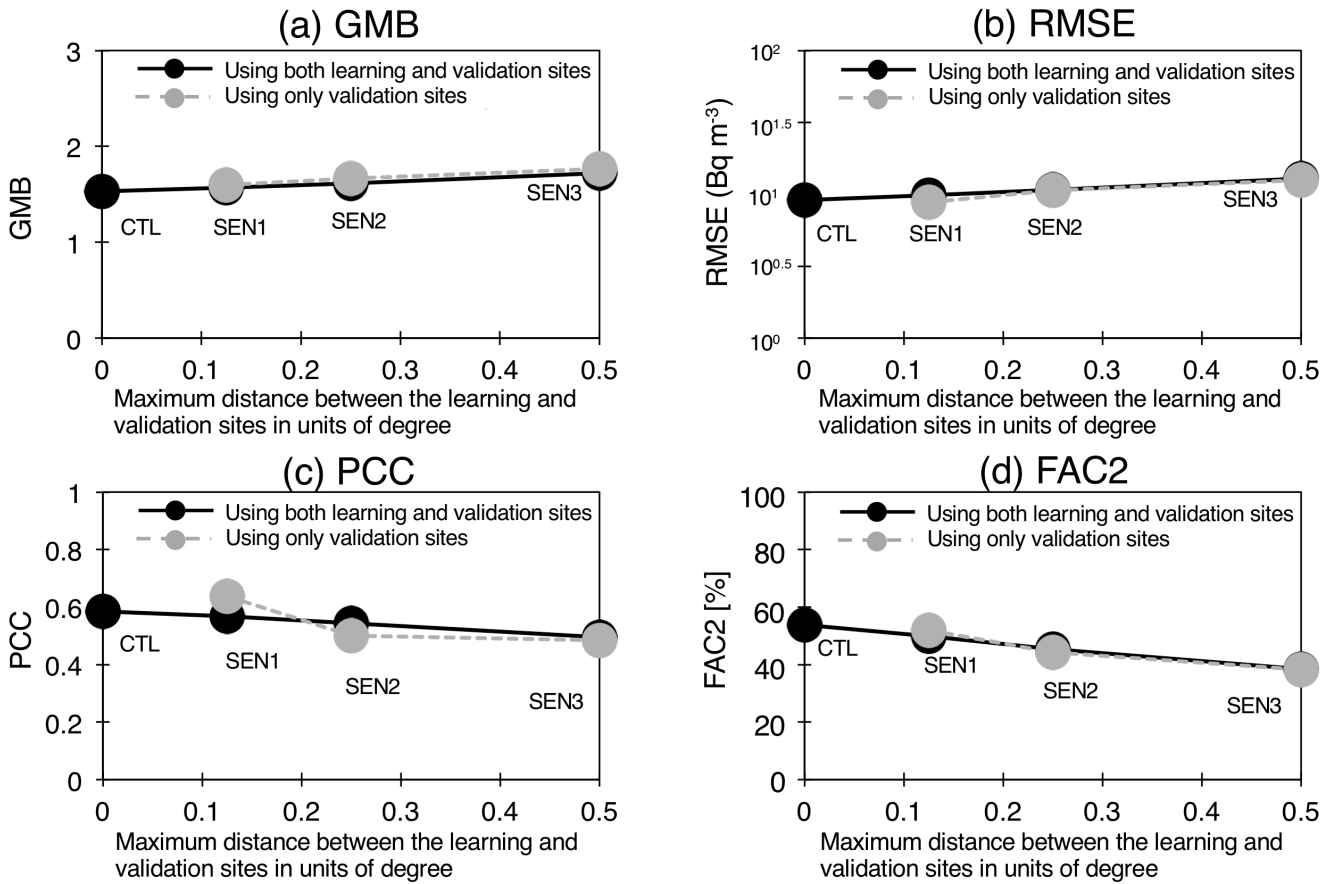 (a) GMB
3
Using both learning and validation sites
Using only validation sites
2
GMB
SEN3
CTL
SEN1
SEN2
1
0
0 0.1 0.2 0.3 0.4 0.5
Maximum distance between the learning and
validation sites in units of degree
(b) RMSE
10²
Using both learning and validation sites
Using only validation sites
10¹·⁵
RMSE (Bq m⁻³)
10¹
SEN3
CTL
SEN1
SEN2
10⁰·⁵
10⁰
0 0.1 0.2 0.3 0.4 0.5
Maximum distance between the learning and
validation sites in units of degree
(c) PCC
1
Using both learning and validation sites
Using only validation sites
0.8
0.6
PCC
CTL
SEN1
0.4
SEN2
SEN3
0.2
0
0 0.1 0.2 0.3 0.4 0.5
Maximum distance between the learning and
validation sites in units of degree
(d) FAC2
100
Using both learning and validation sites
Using only validation sites
80
60
FAC2 [%]
CTL
SEN1
40
SEN2
SEN3
20
0
0 0.1 0.2 0.3 0.4 0.5
Maximum distance between the learning and
validation sites in units of degree